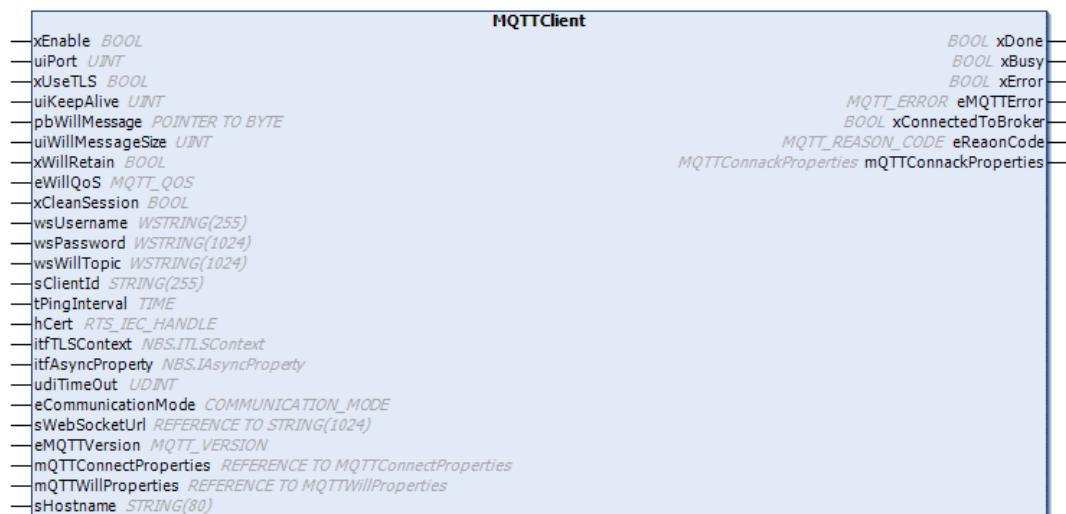 MQTTClient
xEnable BOOL
BOOL xDone
uiPort UINT
BOOL xBusy
xUseTLS BOOL
BOOL xError
uiKeepAlive UINT
MQTT_ERROR eMQTTError
pbWillMessage POINTER TO BYTE
BOOL xConnectedToBroker
uiWillMessageSize UINT
MQTT_REASON_CODE eReaonCode
xWillRetain BOOL
MQTTConnackProperties mQTTConnackProperties
eWillQoS MQTT_QOS
xCleanSession BOOL
wsUsername WSTRING(255)
wsPassword WSTRING(1024)
wsWillTopic WSTRING(1024)
sClientId STRING(255)
tPingInterval TIME
hCert RTS_IEC_HANDLE
itfTLSContext NBS.ITLSContext
itfAsyncProperty NBS.IAsyncProperty
udiTimeOut UDINT
eCommunicationMode COMMUNICATION_MODE
sWebSocketUrl REFERENCE TO STRING(1024)
eMQTTVersion MQTT_VERSION
mQTTConnectProperties REFERENCE TO MQTTConnectProperties
mQTTWillProperties REFERENCE TO MQTTWillProperties
sHostname STRING(80)